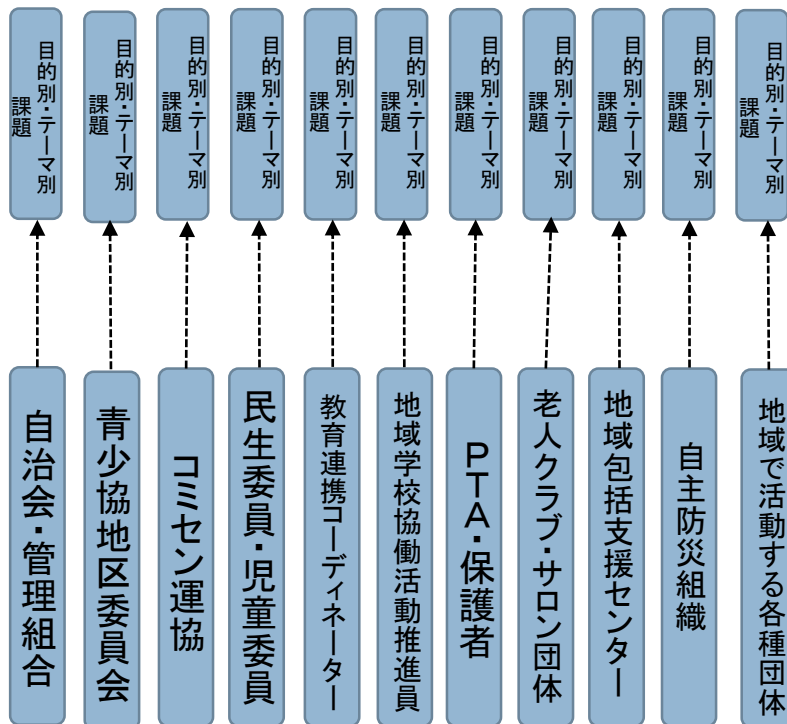 目的別・テーマ別
課題
目的別・テーマ別
課題
目的別・テーマ別
課題
目的別・テーマ別
課題
目的別・テーマ別
課題
目的別・テーマ別
課題
目的別・テーマ別
課題
目的別・テーマ別
課題
目的別・テーマ別
課題
目的別・テーマ別
課題
目的別・テーマ別
課題
自治会・管理組合
青少協地区委員会
コミセン運協
民生委員・児童委員
教育連携コーディネーター
地域学校協働活動推進員
PTA・保護者
老人クラブ・サロン団体
地域包括支援センター
自主防災組織
地域で活動する各種団体